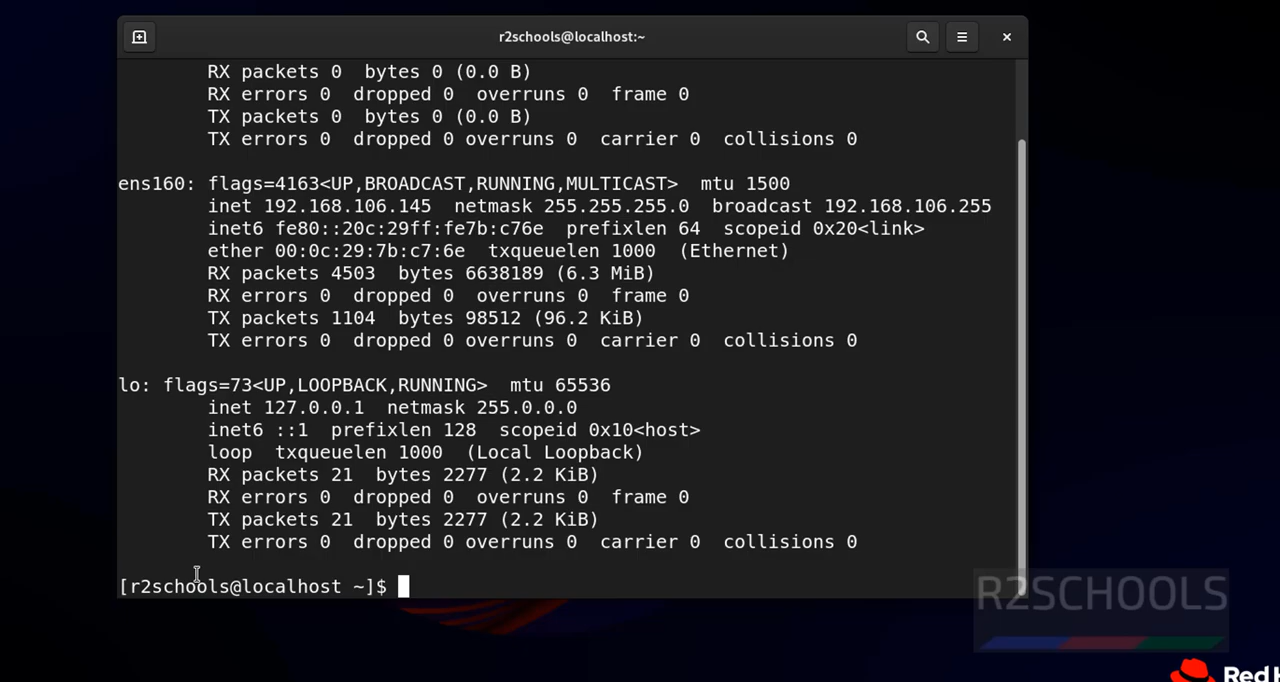 r2schools@localhost:~
RX packets 0  bytes 0 (0.0 B)
RX errors 0  dropped 0  overruns 0  frame 0
TX packets 0  bytes 0 (0.0 B)
TX errors 0  dropped 0 overruns 0  carrier 0  collisions 0
ens160: flags=4163<UP,BROADCAST,RUNNING,MULTICAST>  mtu 1500
inet 192.168.106.145  netmask 255.255.255.0  broadcast 192.168.106.255
inet6 fe80::20c:29ff:fe7b:c76e  prefixlen 64  scopeid 0x20<link>
ether 00:0c:29:7b:c7:6e  txqueuelen 1000  (Ethernet)
RX packets 4503  bytes 6638189 (6.3 MiB)
RX errors 0  dropped 0  overruns 0  frame 0
TX packets 1104  bytes 98512 (96.2 KiB)
TX errors 0  dropped 0 overruns 0  carrier 0  collisions 0
lo: flags=73<UP,LOOPBACK,RUNNING>  mtu 65536
inet 127.0.0.1  netmask 255.0.0.0
inet6 ::1  prefixlen 128  scopeid 0x10<host>
loop  txqueuelen 1000  (Local Loopback)
RX packets 21  bytes 2277 (2.2 KiB)
RX errors 0  dropped 0  overruns 0  frame 0
TX packets 21  bytes 2277 (2.2 KiB)
TX errors 0  dropped 0 overruns 0  carrier 0  collisions 0
[r2schools@localhost ~]$
R2SCHOOLS
Red